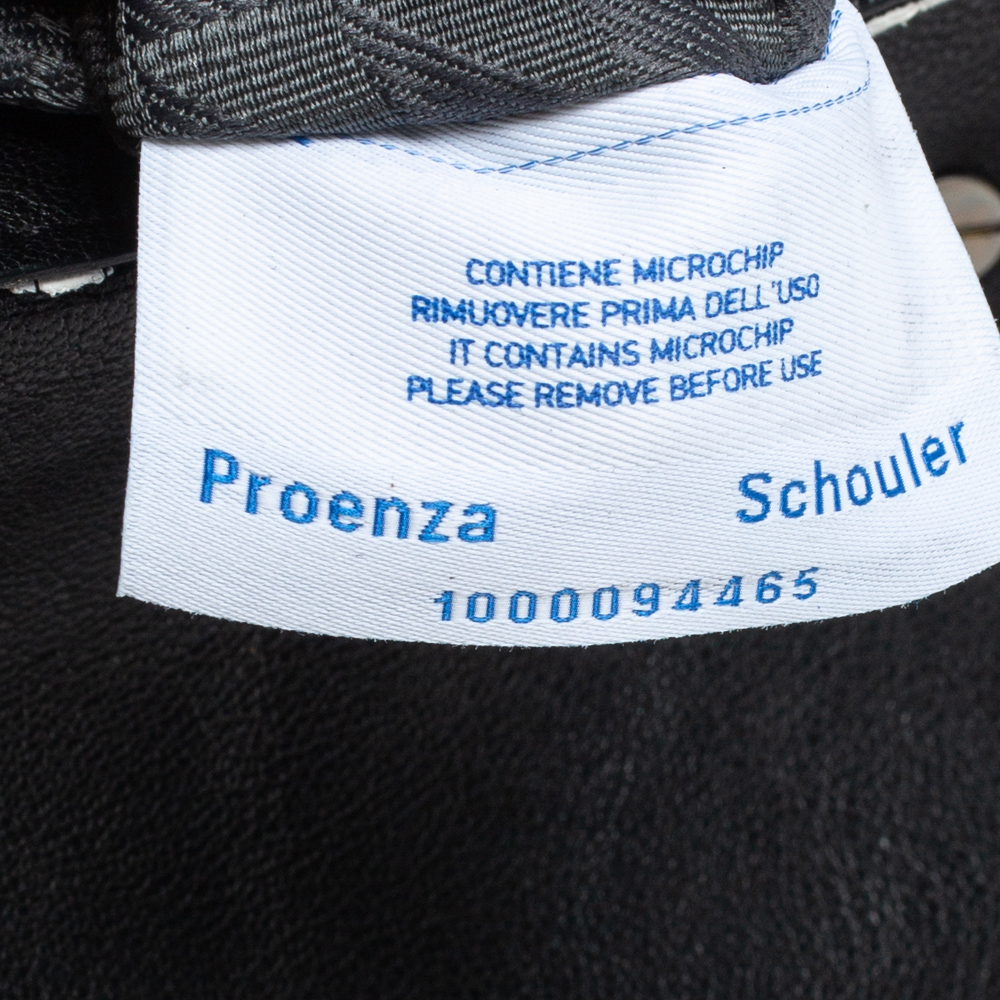 CONTIENE MICROCHIP
RIMUOVERE PRIMA DELL'USO
IT CONTAINS MICROCHIP
PLEASE REMOVE BEFORE USE
Proenza Schouler
1000094465